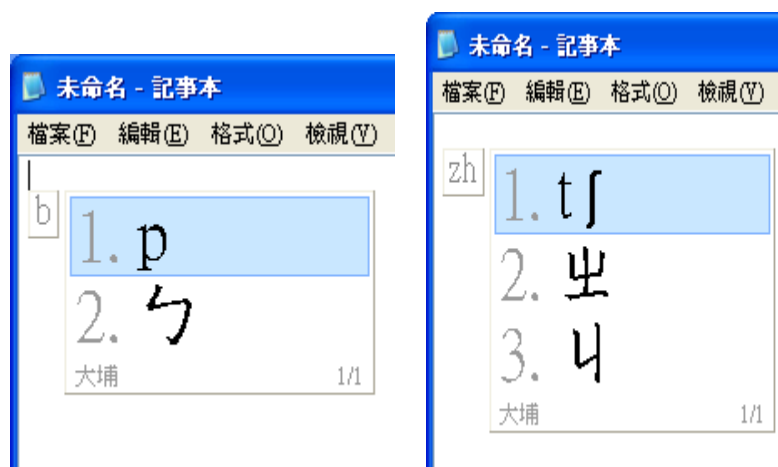 未命名 - 記事本
檔案(F) 編輯(E) 格式(O) 檢視(V)
b
1. p
2. ㄅ
大埔 1/1
未命名 - 記事本
檔案(F) 編輯(E) 格式(O) 檢視(V)
zh
1. tʃ
2. ㄓ
3. ㄐ
大埔 1/1